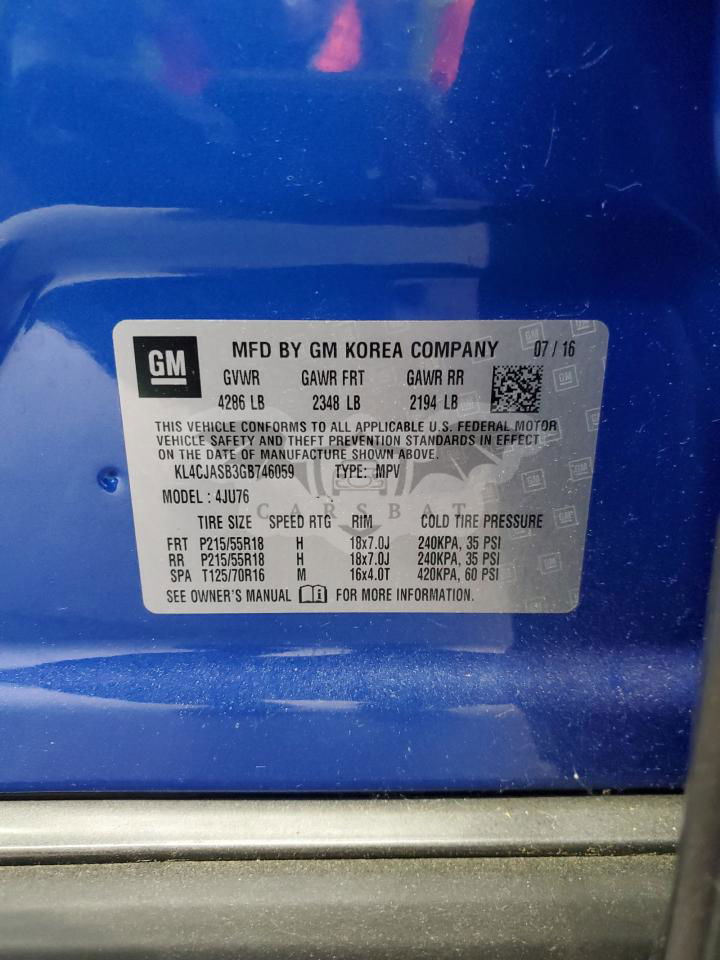 GM
MFD BY GM KOREA COMPANY 07 / 16
GVWR GAWR FRT GAWR RR
4286 LB 2348 LB 2194 LB
THIS VEHICLE CONFORMS TO ALL APPLICABLE U.S. FEDERAL MOTOR
VEHICLE SAFETY AND THEFT PREVENTION STANDARDS IN EFFECT
ON THE DATE OF MANUFACTURE SHOWN ABOVE.
KL4CJASB3GB746059 TYPE: MPV
MODEL : 4JU76
CARSBAT
TIRE SIZE SPEED RTG RIM COLD TIRE PRESSURE
FRT P215/55R18 H 18x7.0J 240KPA, 35 PSI
RR P215/55R18 H 18x7.0J 240KPA, 35 PSI
SPA T125/70R16 M 16x4.0T 420KPA, 60 PSI
SEE OWNER'S MANUAL FOR MORE INFORMATION.